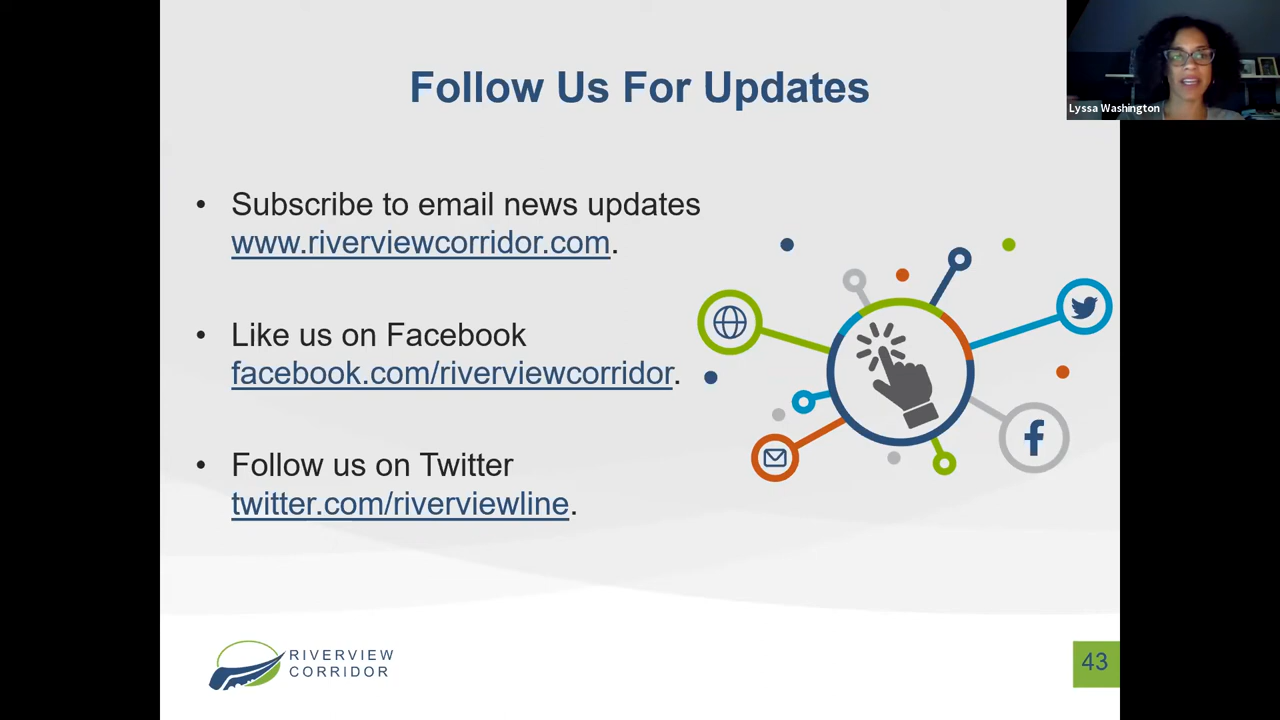 Follow Us For Updates
Lyssa Washington
• Subscribe to email news updates
www.riverviewcorridor.com.
• Like us on Facebook
facebook.com/riverviewcorridor.
• Follow us on Twitter
twitter.com/riverviewline.
RIVERVIEW
CORRIDOR
43